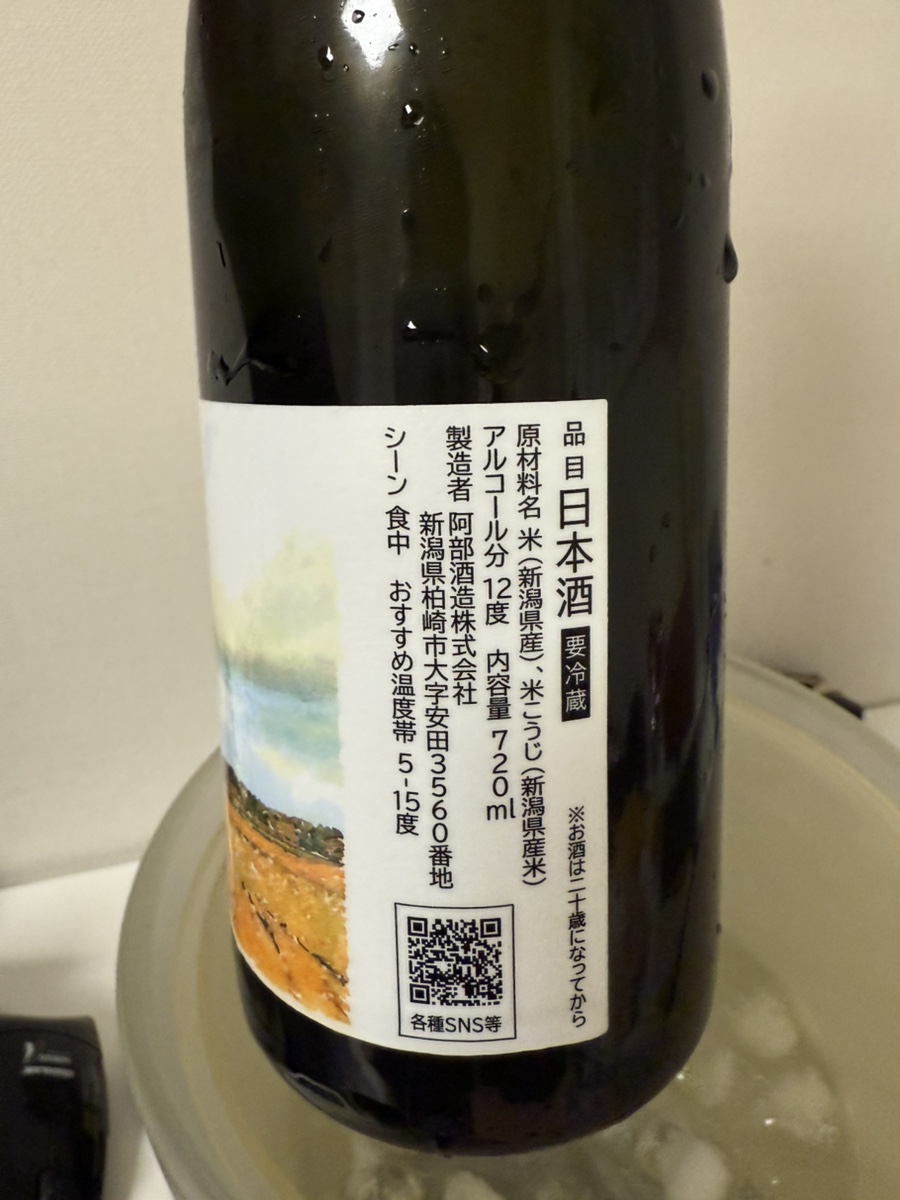 品目 日本酒 要冷蔵 ※お酒は二十歳になってから
原材料名 米(新潟県産)、米こうじ(新潟県産米)
アルコール分 12度 内容量 720ml
製造者 阿部酒造株式会社
新潟県柏崎市大字安田3560番地
シーン 食中 おすすめ温度帯 5-15度
各種SNS等